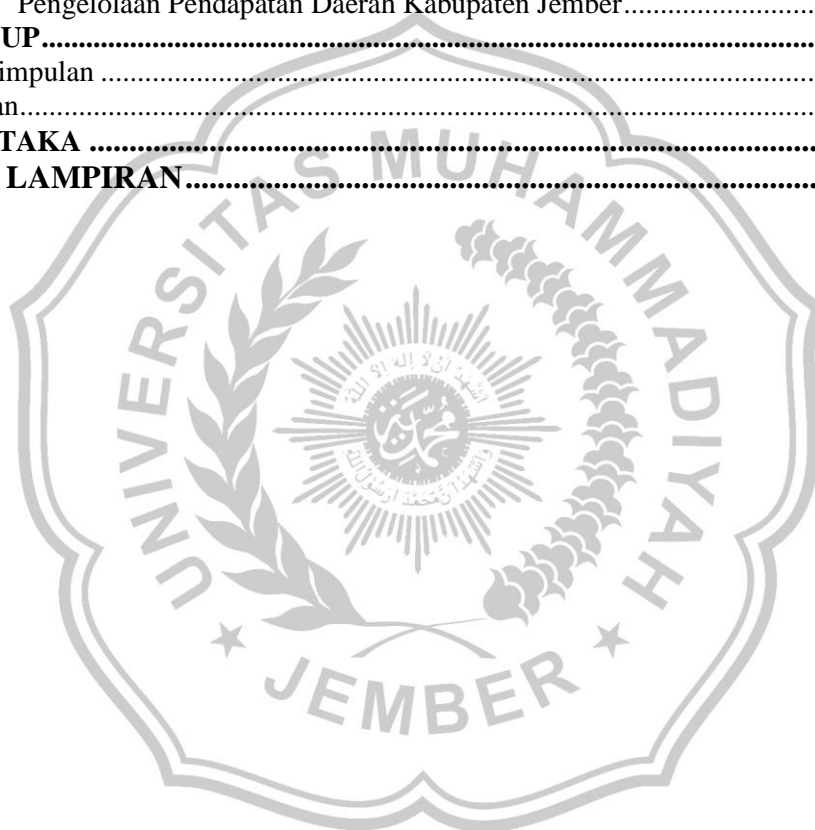 Pengelolaan Pendapatan Daerah Kabupaten Jember........................
UP..............................................................................................
impulan ......................................................................................
an.................................................................................................
TAKA ........................................................................................
LAMPIRAN..............................................................................
UNIVERSITAS MUHAMMADIYAH
JEMBER